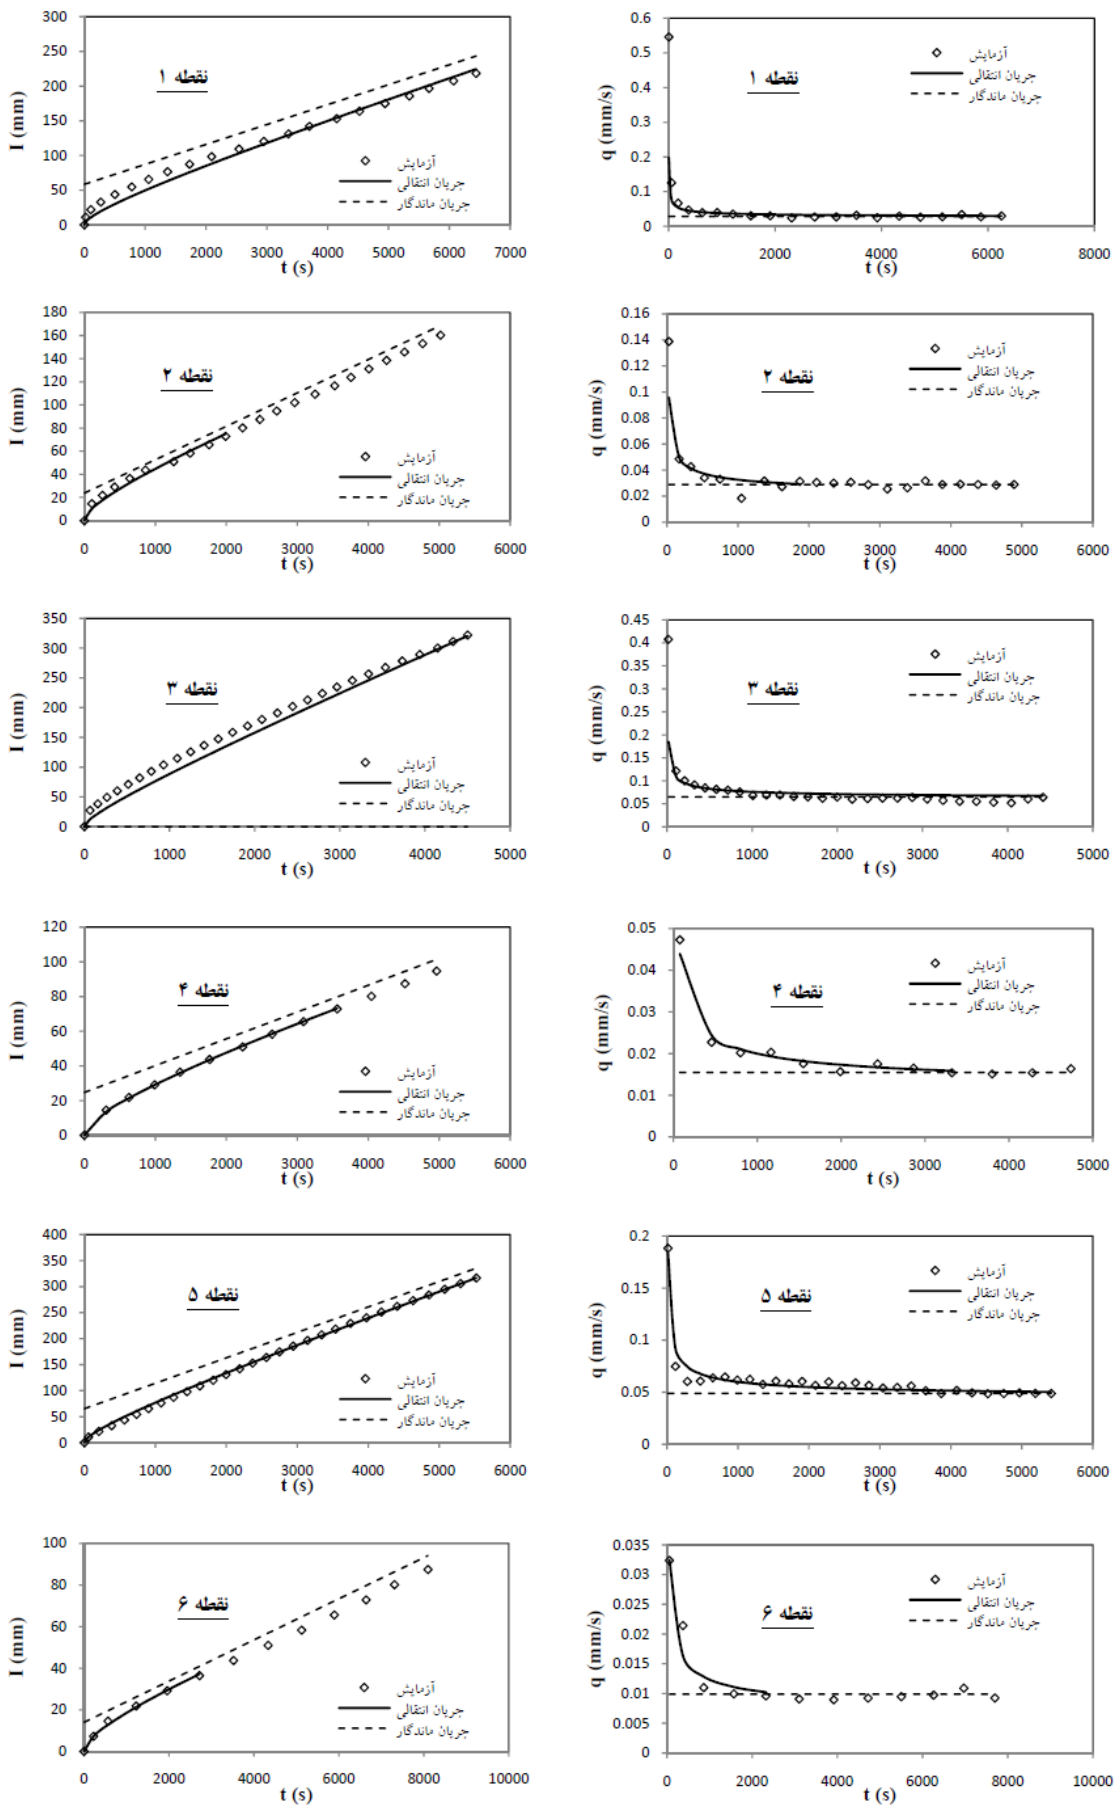 I (mm)
300
250
200
150
100
50
0
نقطه ۱
آزمایش
جریان انتقالی
جریان ماندگار
0 1000 2000 3000 4000 5000 6000 7000
t (s)
q (mm/s)
0.6
0.5
0.4
0.3
0.2
0.1
0
نقطه ۱
آزمایش
جریان انتقالی
جریان ماندگار
0 2000 4000 6000 8000
t (s)
I (mm)
180
160
140
120
100
80
60
40
20
0
نقطه ۲
آزمایش
جریان انتقالی
جریان ماندگار
0 1000 2000 3000 4000 5000 6000
t (s)
q (mm/s)
0.16
0.14
0.12
0.1
0.08
0.06
0.04
0.02
0
نقطه ۲
آزمایش
جریان انتقالی
جریان ماندگار
0 1000 2000 3000 4000 5000 6000
t (s)
I (mm)
350
300
250
200
150
100
50
0
نقطه ۳
آزمایش
جریان انتقالی
جریان ماندگار
0 1000 2000 3000 4000 5000
t (s)
q (mm/s)
0.45
0.4
0.35
0.3
0.25
0.2
0.15
0.1
0.05
0
نقطه ۳
آزمایش
جریان انتقالی
جریان ماندگار
0 1000 2000 3000 4000 5000
t (s)
I (mm)
120
100
80
60
40
20
0
نقطه ۴
آزمایش
جریان انتقالی
جریان ماندگار
0 1000 2000 3000 4000 5000 6000
t (s)
q (mm/s)
0.05
0.04
0.03
0.02
0.01
0
نقطه ۴
آزمایش
جریان انتقالی
جریان ماندگار
0 1000 2000 3000 4000 5000
t (s)
I (mm)
400
350
300
250
200
150
100
50
0
نقطه ۵
آزمایش
جریان انتقالی
جریان ماندگار
0 1000 2000 3000 4000 5000 6000
t (s)
q (mm/s)
0.2
0.15
0.1
0.05
0
نقطه ۵
آزمایش
جریان انتقالی
جریان ماندگار
0 1000 2000 3000 4000 5000 6000
t (s)
I (mm)
100
80
60
40
20
0
نقطه ۶
آزمایش
جریان انتقالی
جریان ماندگار
0 2000 4000 6000 8000 10000
t (s)
q (mm/s)
0.035
0.03
0.025
0.02
0.015
0.01
0.005
0
نقطه ۶
آزمایش
جریان انتقالی
جریان ماندگار
0 2000 4000 6000 8000 10000
t (s)